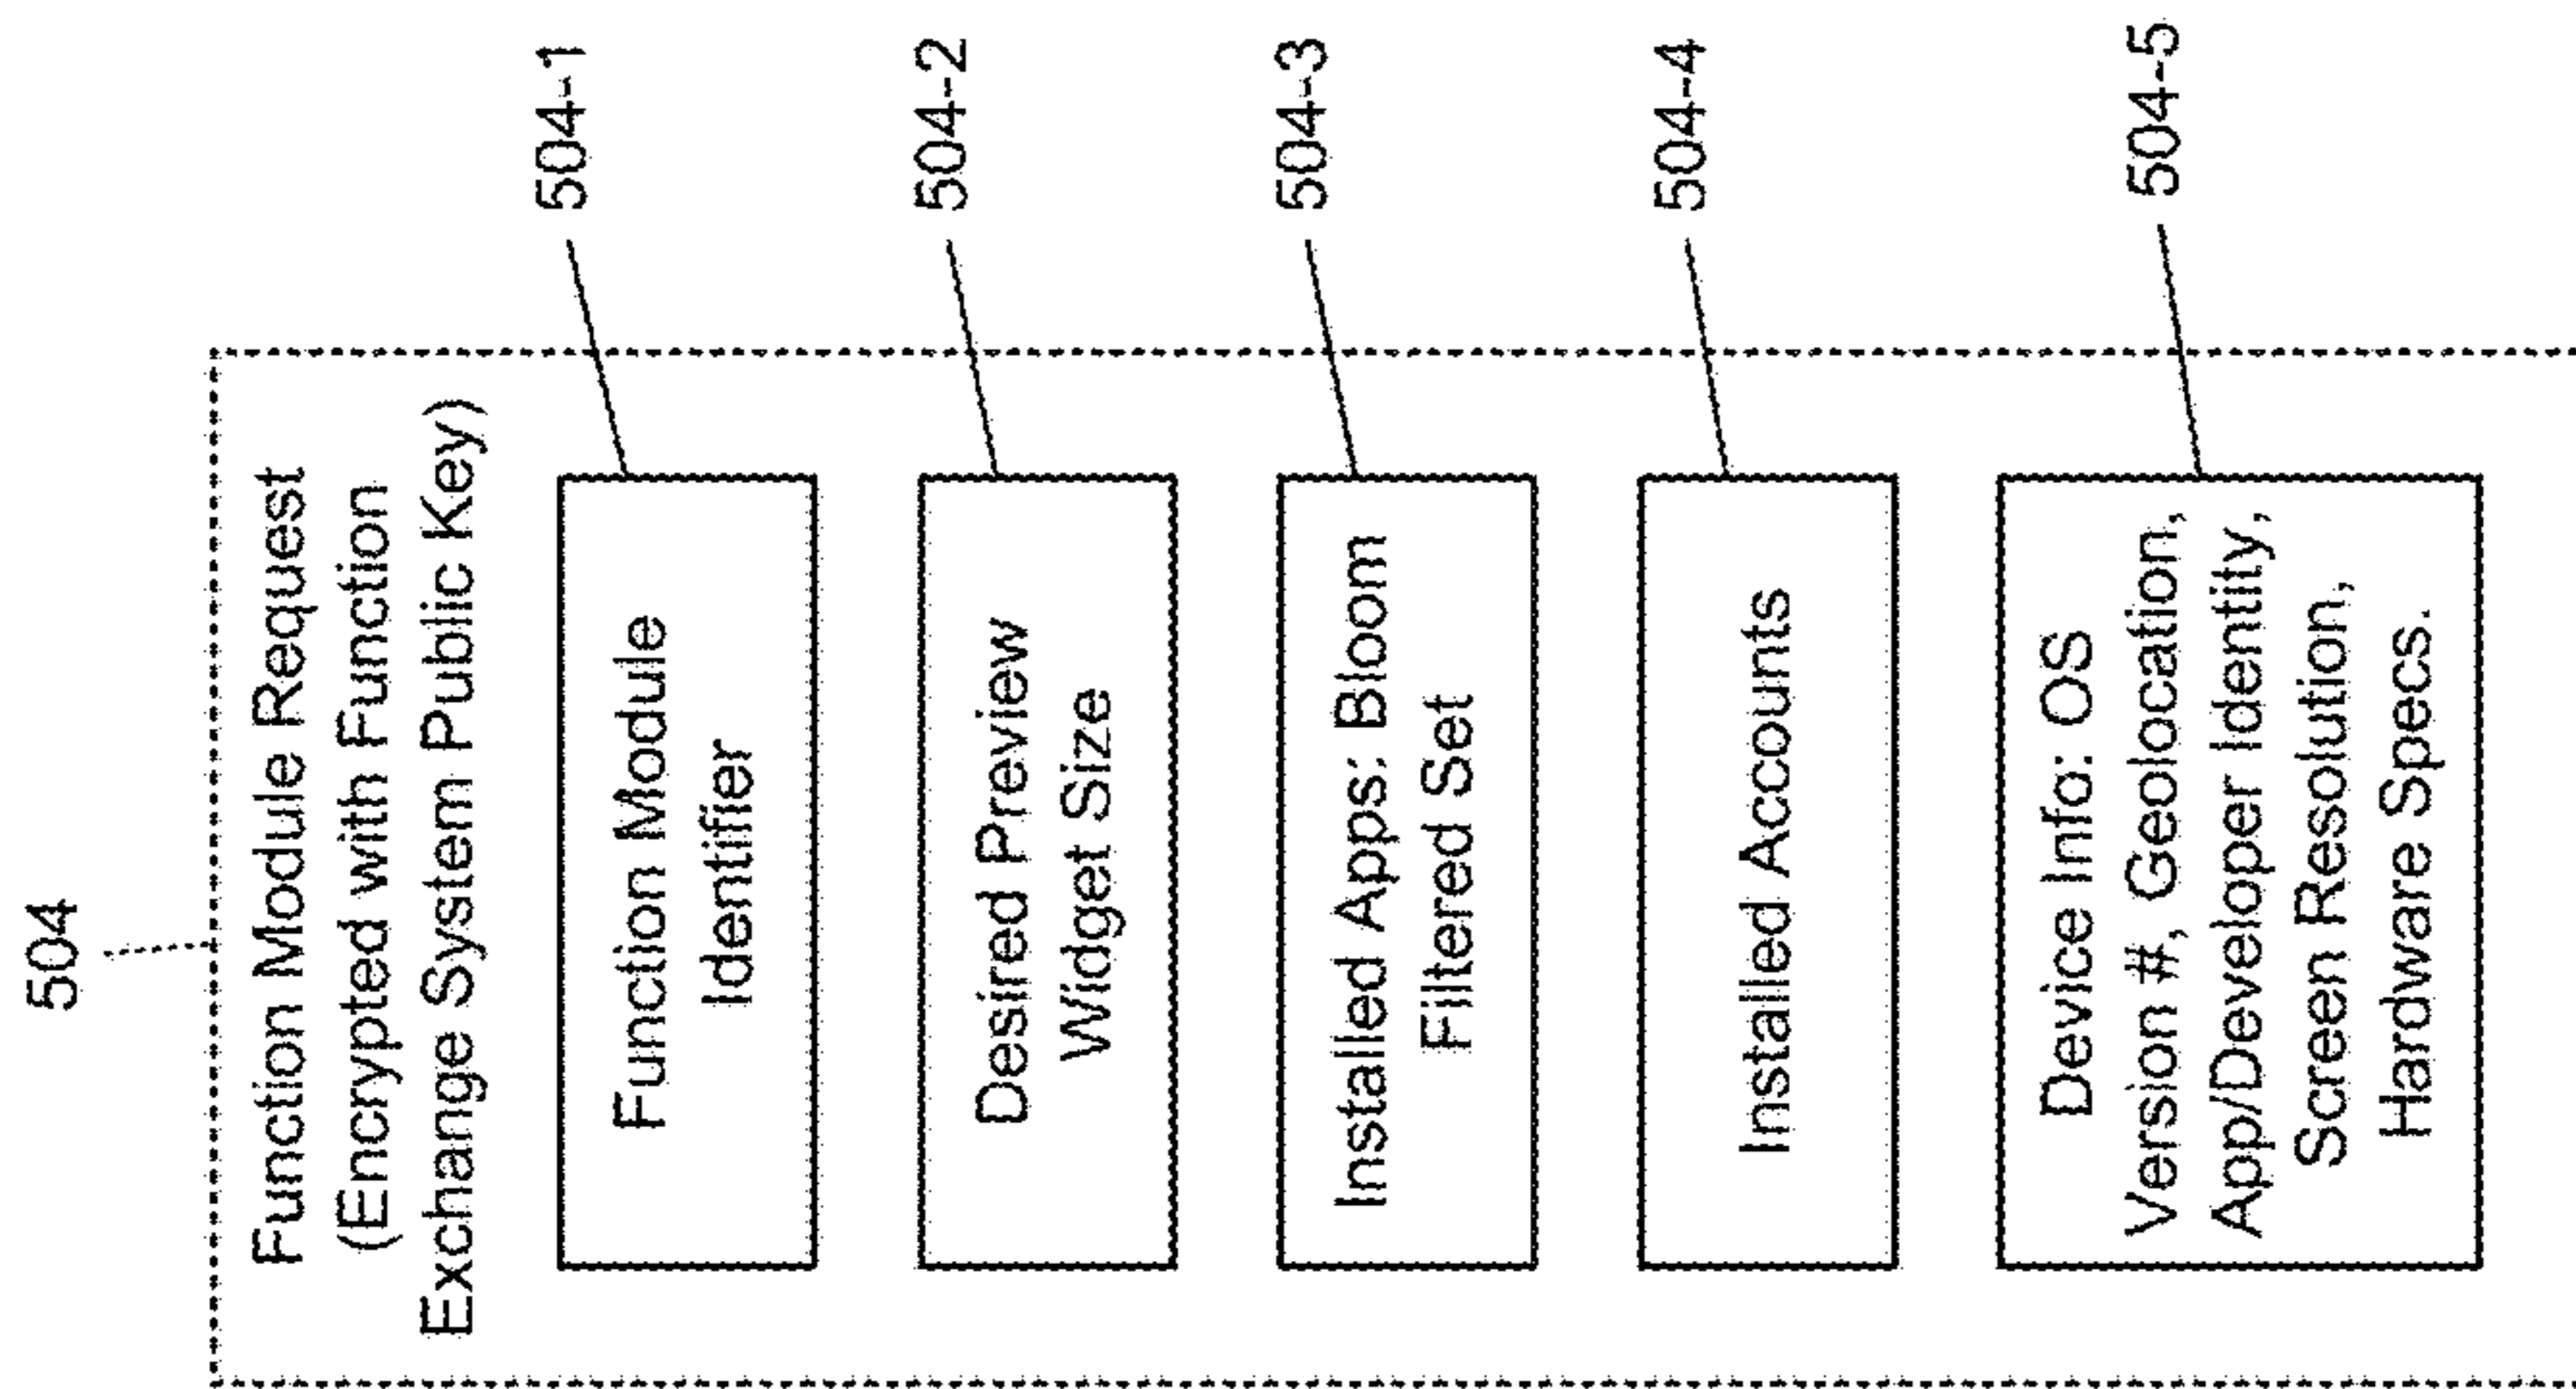 504
Function Module Request
(Encrypted with Function
Exchange System Public Key)
Function Module
Identifier
504-1
Desired Preview
Widget Size
504-2
Installed Apps: Bloom
Filtered Set
504-3
Installed Accounts
504-4
Device Info: OS
Version #, Geolocation,
App/Developer Identity,
Screen Resolution,
Hardware Specs.
504-5